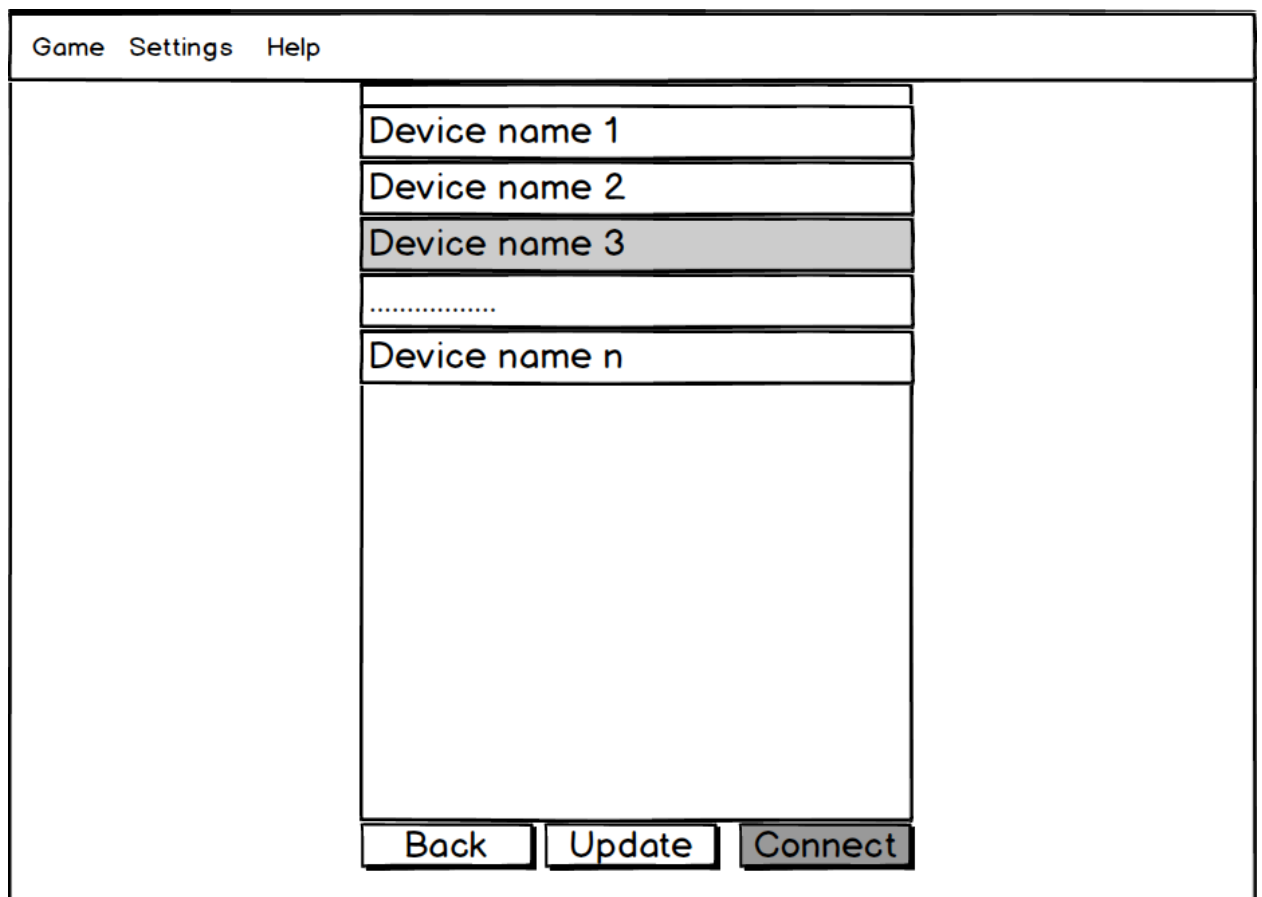 Game Settings Help
Device name 1
Device name 2
Device name 3
.................
Device name n
Back Update Connect